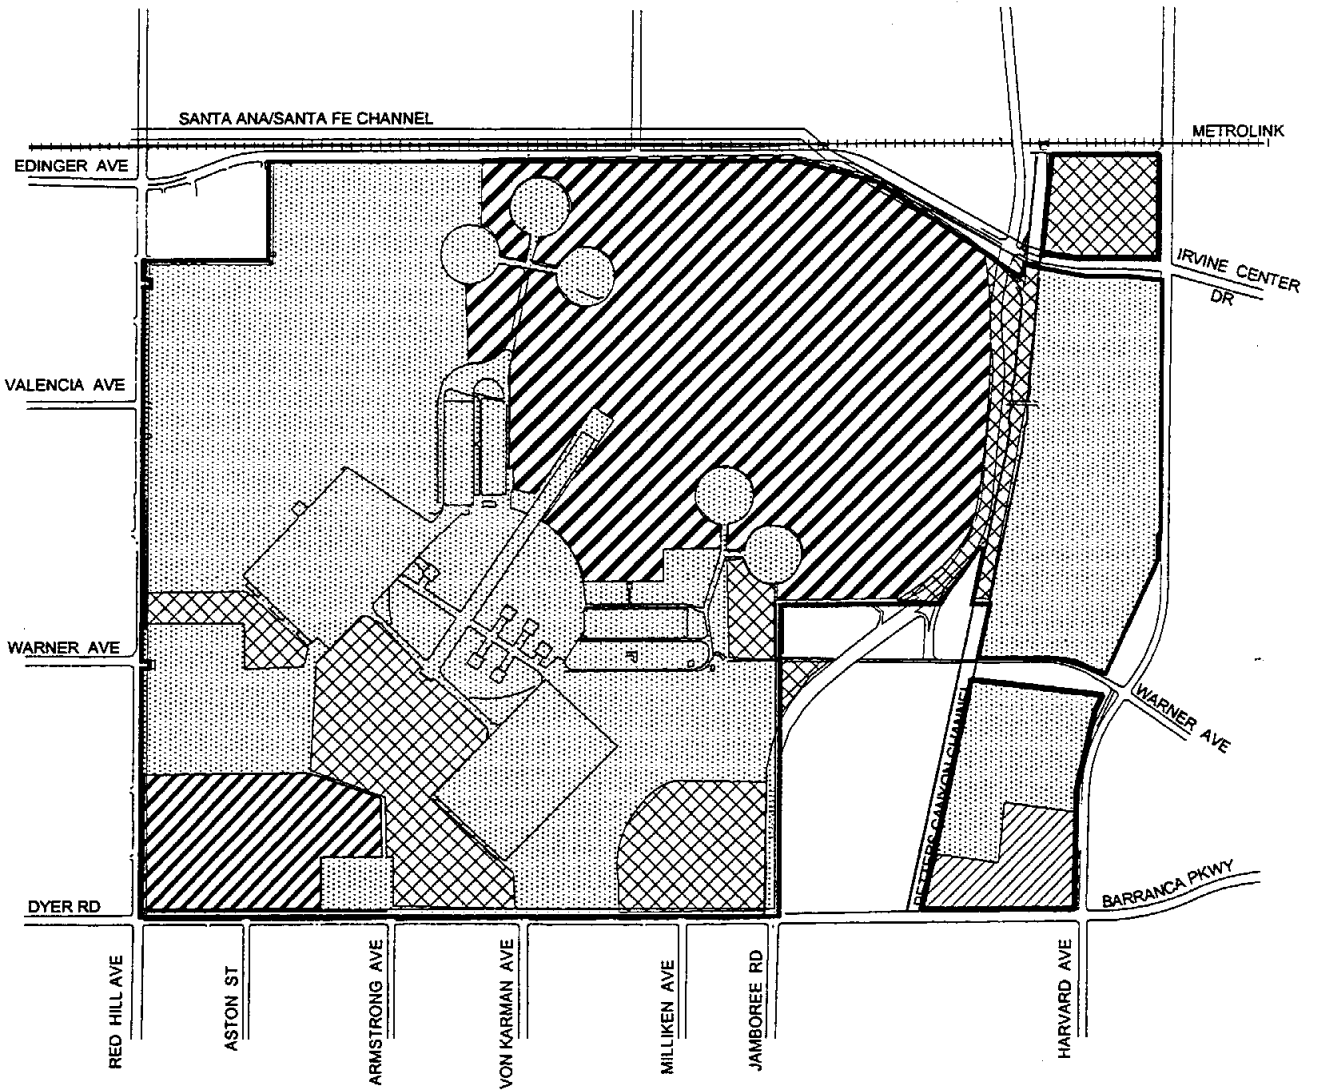 SANTA ANA/SANTA FE CHANNEL
METROLINK
EDINGER AVE
IRVINE CENTER
DR
VALENCIA AVE
WARNER AVE
WARNER AVE
PETERS CANYON CHANNEL
BARRANCA PKWY
DYER RD
RED HILL AVE
ASTON ST
ARMSTRONG AVE
VON KARMAN AVE
MILLIKEN AVE
JAMBOREE RD
HARVARD AVE